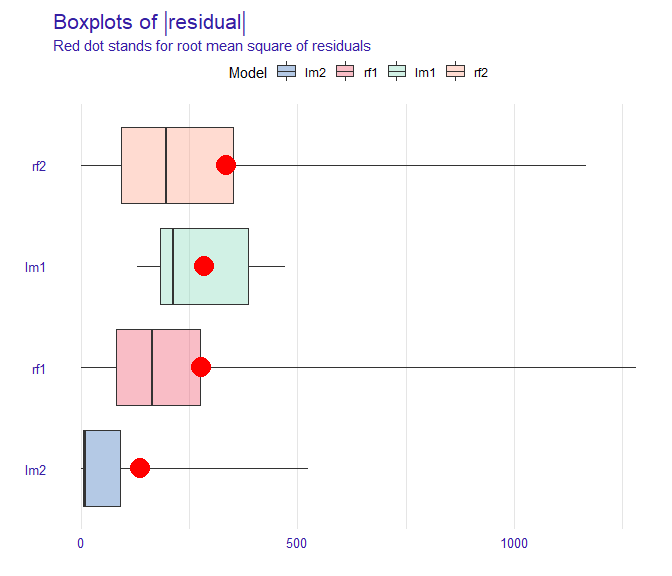 Boxplots of |residual|
Red dot stands for root mean square of residuals
Model lm2 rf1 lm1 rf2
rf2
lm1
rf1
lm2
0 500 1000